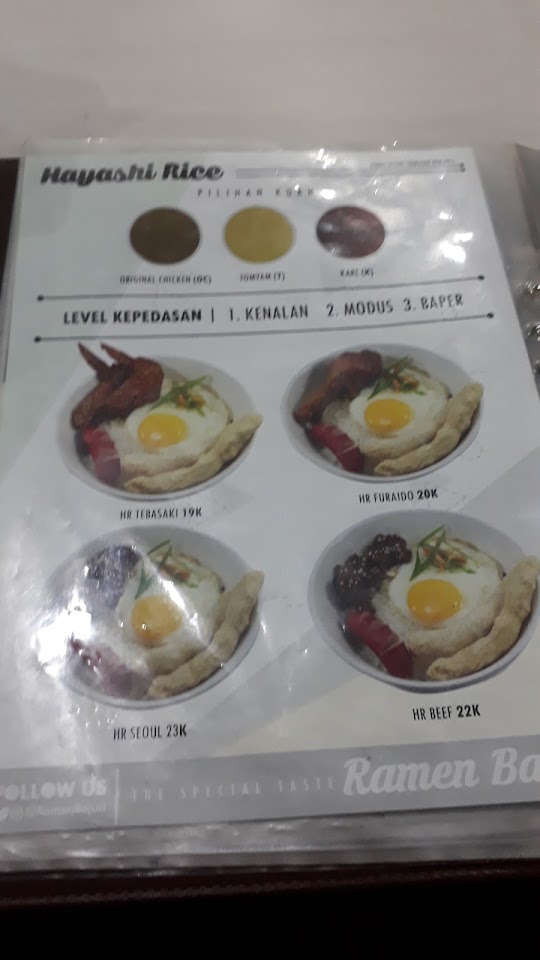 Hayashi Rice
PILIHAN KUAH
ORIGINAL CHICKEN (OC) TOMYAM (T) KARI (K)
LEVEL KEPEDASAN | 1. KENALAN 2. MODUS 3. BAPER
HR TEBASAKI 19K
HR FURAIDO 20K
HR SEOUL 23K
HR BEEF 22K
FOLLOW US
THE SPECIAL TASTE
Ramen Ba